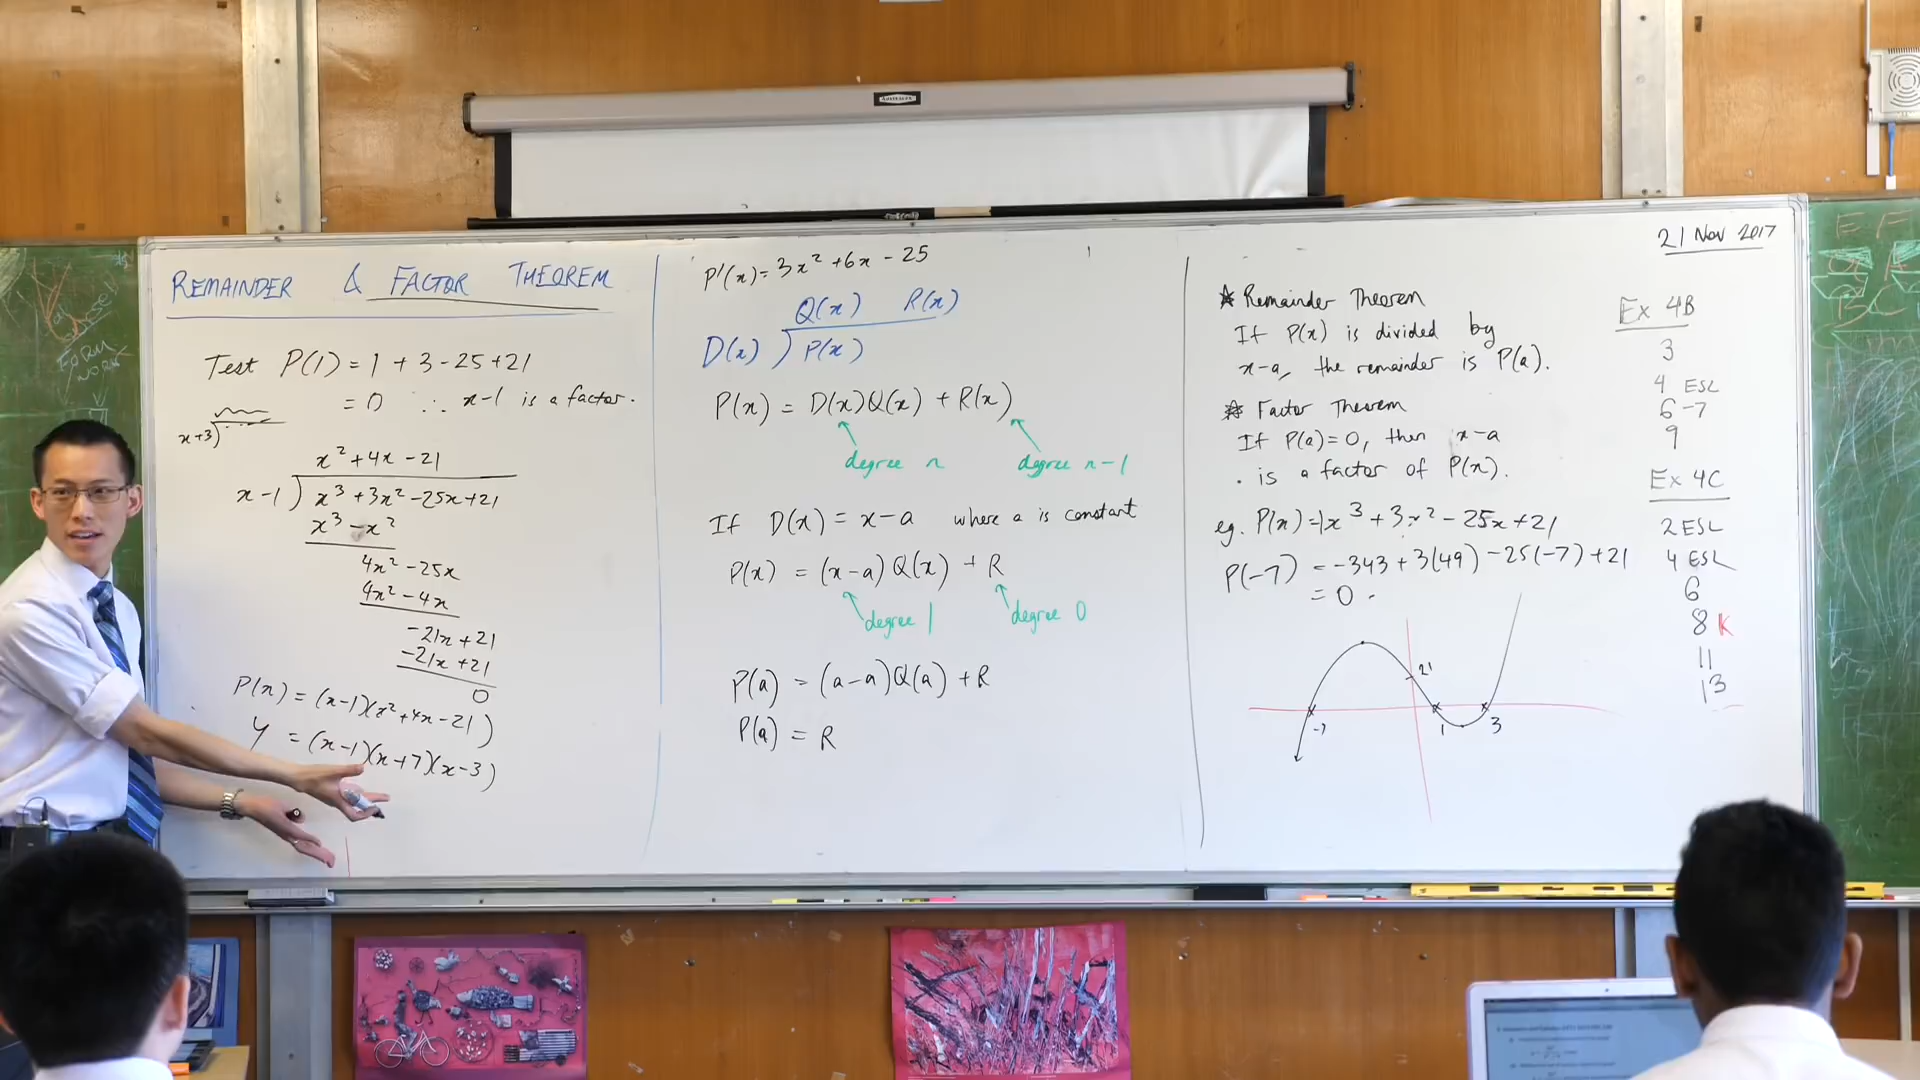 REMAINDER & FACTOR THEOREM
Test P(1) = 1 + 3 - 25 + 21
= 0 ∴ x-1 is a factor.
x+3)
x² + 4x - 21
x-1 ) x³ + 3x² - 25x + 21
x³ - x²
4x² - 25x
4x² - 4x
-21x + 21
-21x + 21
0
P(x) = (x-1)(x² + 4x - 21)
y = (x-1)(x+7)(x-3)
P'(x) = 3x² + 6x - 25
Q(x) R(x)
D(x) ) P(x)
P(x) = D(x)Q(x) + R(x)
degree n degree n-1
If D(x) = x-a where a is constant
P(x) = (x-a)Q(x) + R
degree 1 degree 0
P(a) = (a-a)Q(a) + R
P(a) = R
21 Nov 2017
* Remainder Theorem
If P(x) is divided by
x-a, the remainder is P(a).
* Factor Theorem
If P(a)=0, then x-a
is a factor of P(x).
eg. P(x) = 1x³ + 3x² - 25x + 21
P(-7) = -343 + 3(49) - 25(-7) + 21
= 0
21
-7 1 3
Ex 4B
3
4 ESL
6-7
9
Ex 4C
2 ESL
4 ESL
6
8 K
11
13
FORM